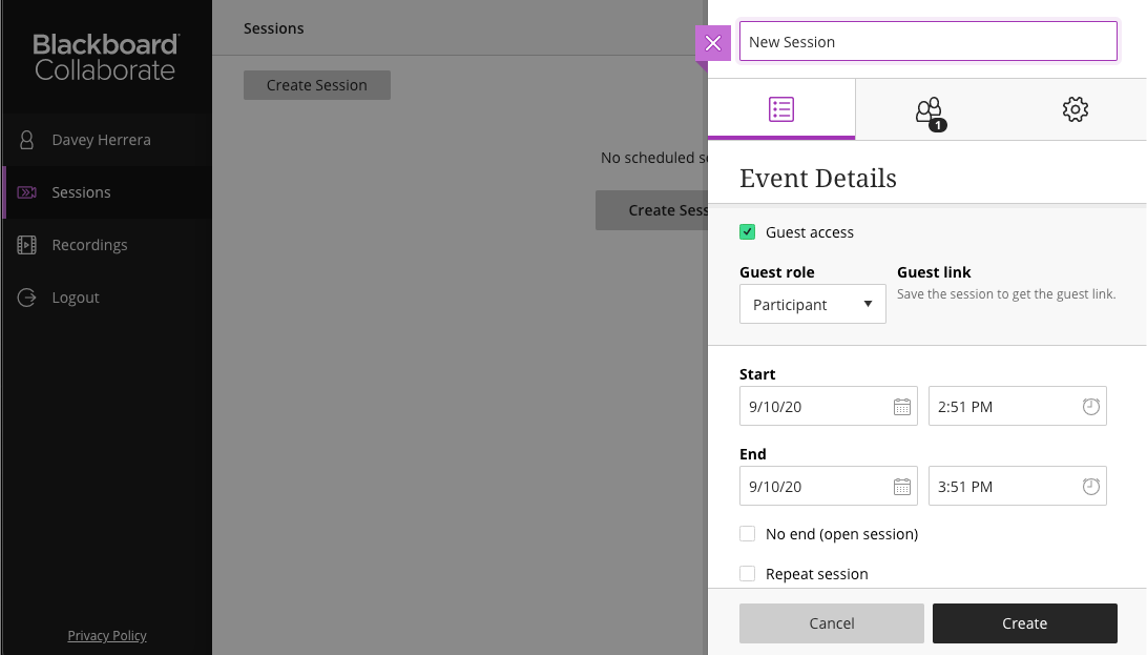 Blackboard
Collaborate
Davey Herrera
Sessions
Recordings
Logout
Privacy Policy
Sessions
Create Session
No scheduled
Create
New Session
1
Event Details
Guest access
Guest role
Guest link
Participant
Save the session to get the guest link.
Start
9/10/20
2:51 PM
End
9/10/20
3:51 PM
No end (open session)
Repeat session
Cancel
Create